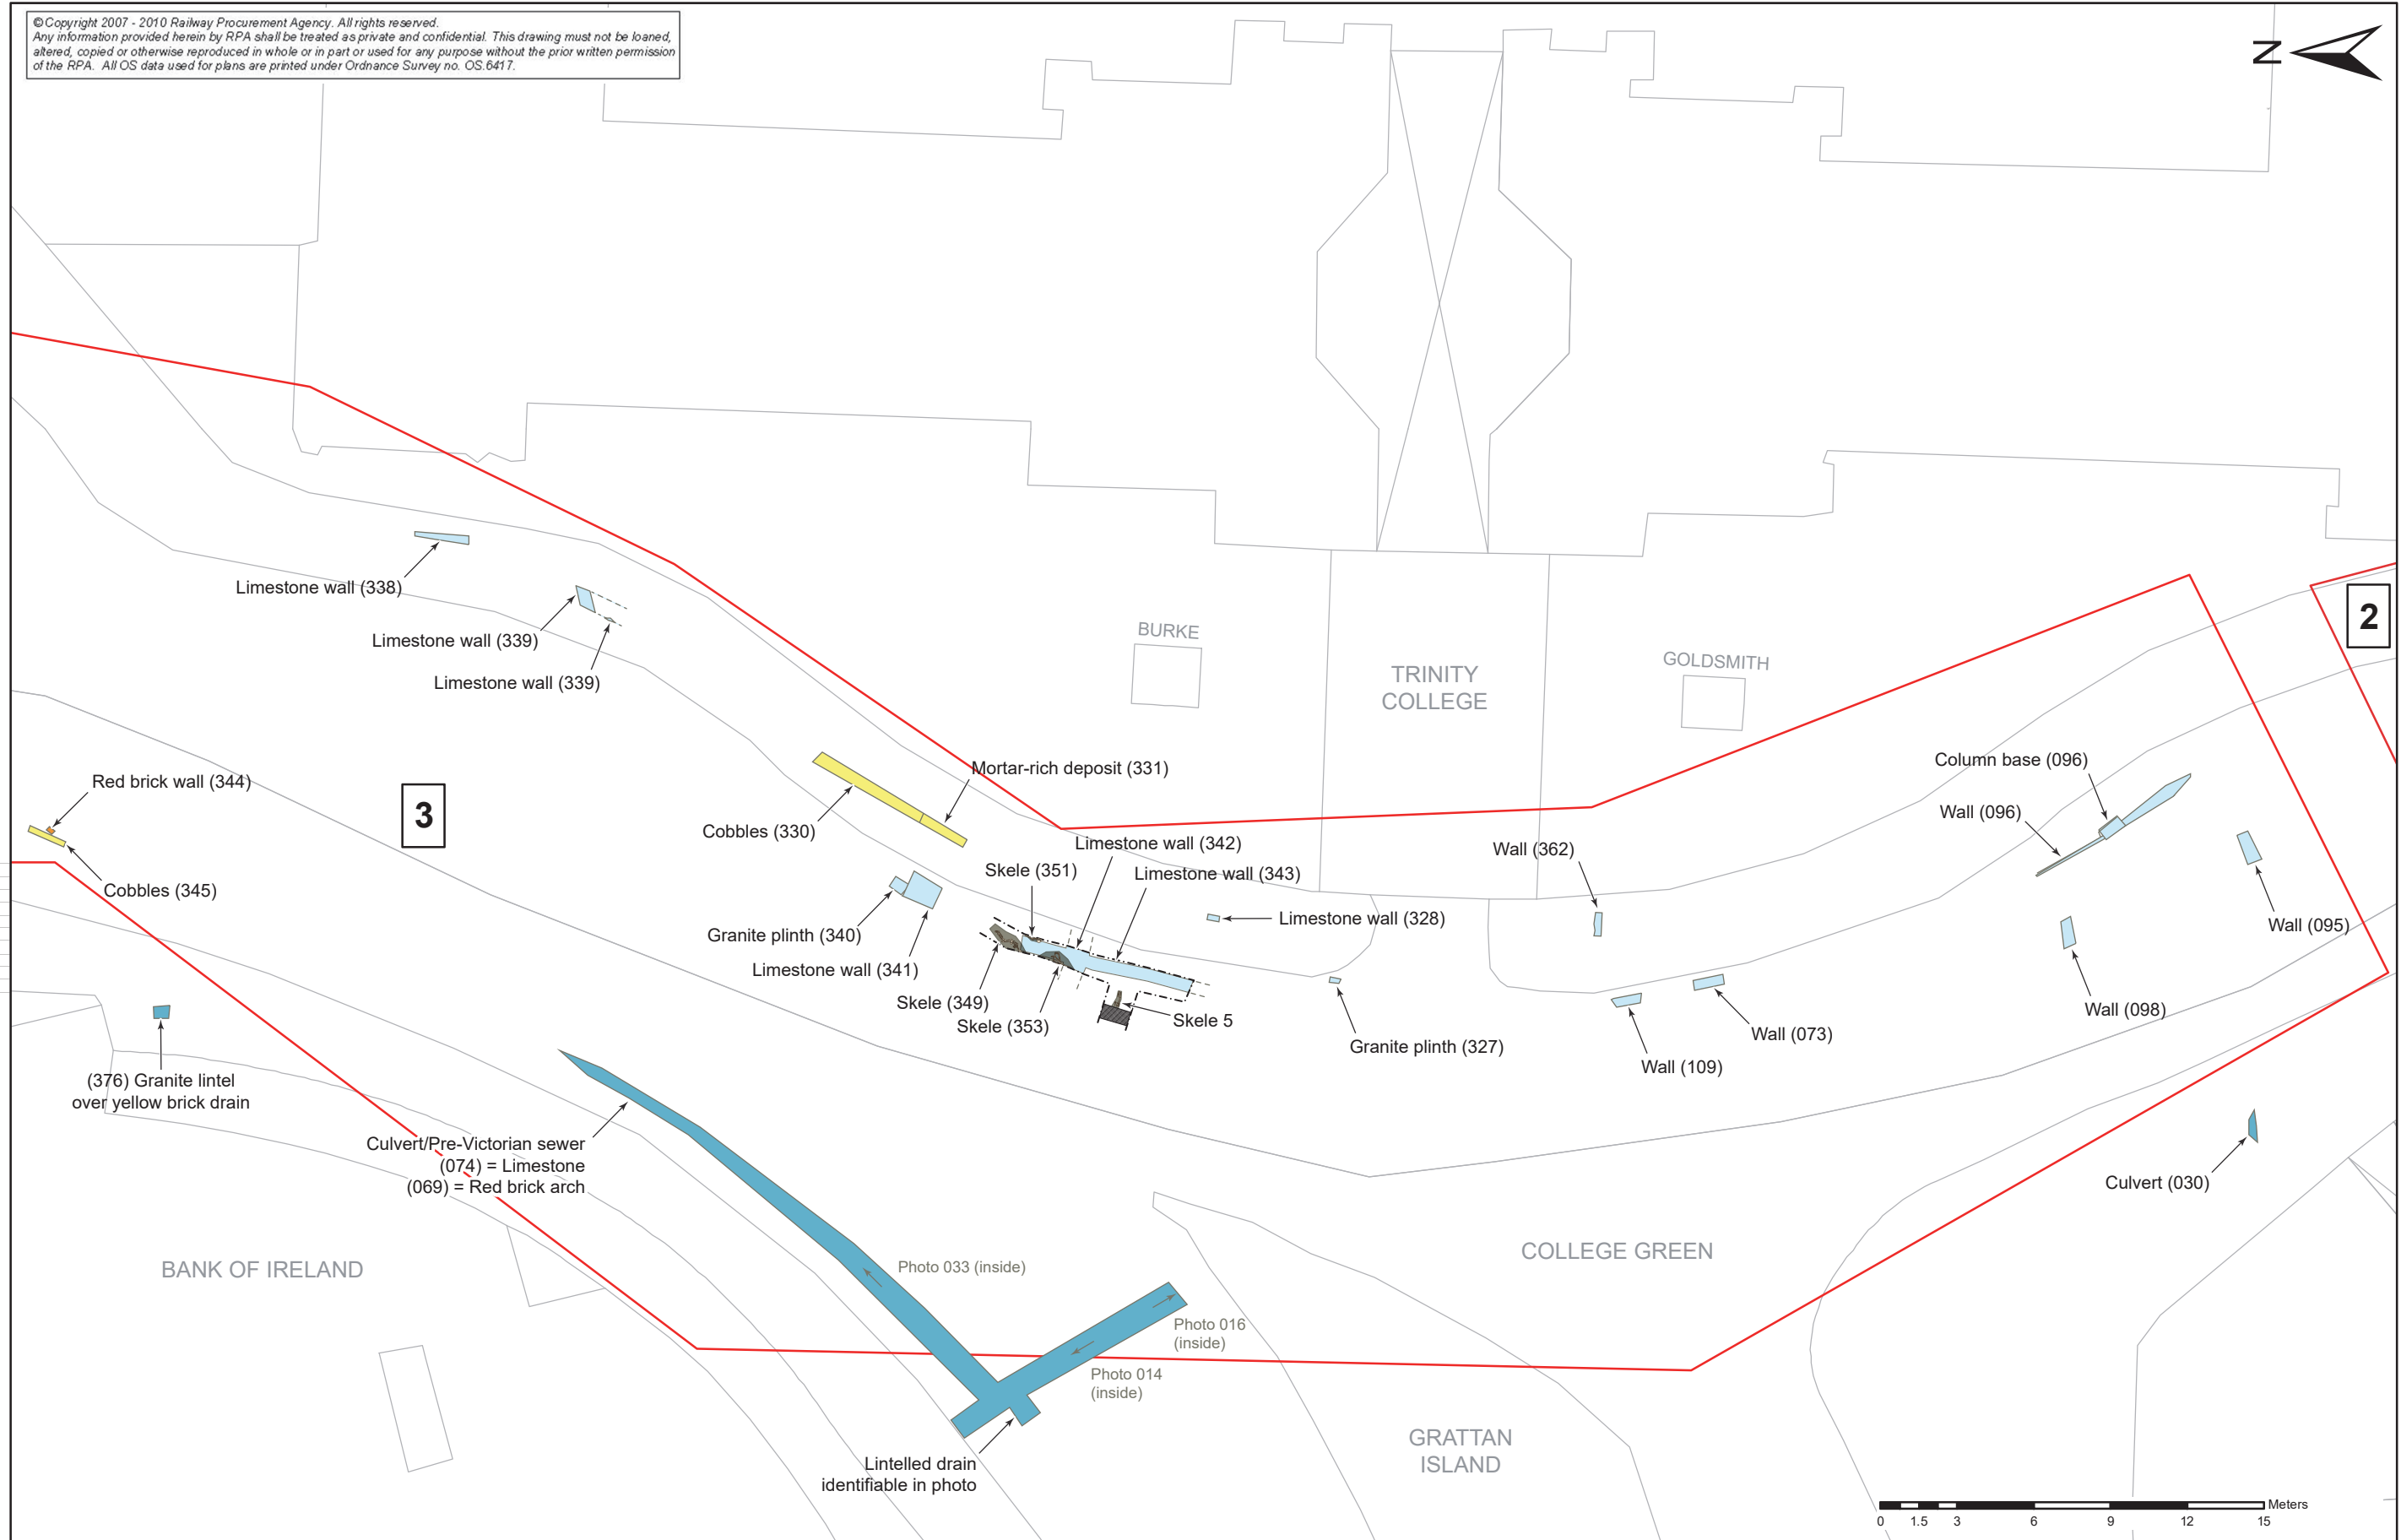 ©Copyright 2007 - 2010 Railway Procurement Agency. All rights reserved.
Any information provided herein by RPA shall be treated as private and confidential. This drawing must not be loaned,
altered, copied or otherwise reproduced in whole or in part or used for any purpose without the prior written permission
of the RPA. All OS data used for plans are printed under Ordnance Survey no. OS.6417.
N
Limestone wall (338)
Limestone wall (339)
Limestone wall (339)
BURKE
TRINITY
COLLEGE
GOLDSMITH
2
Red brick wall (344)
3
Cobbles (345)
Mortar-rich deposit (331)
Cobbles (330)
Column base (096)
Wall (096)
Limestone wall (342)
Skele (351)
Limestone wall (343)
Wall (362)
Granite plinth (340)
Limestone wall (341)
Limestone wall (328)
Wall (095)
Skele (349)
Skele (353)
Skele 5
Granite plinth (327)
Wall (073)
Wall (109)
Wall (098)
(376) Granite lintel
over yellow brick drain
Culvert/Pre-Victorian sewer
(074) = Limestone
(069) = Red brick arch
Culvert (030)
BANK OF IRELAND
Photo 033 (inside)
COLLEGE GREEN
Photo 016
(inside)
Photo 014
(inside)
GRATTAN
ISLAND
Lintelled drain
identifiable in photo
Meters
0 1.5 3 6 9 12 15